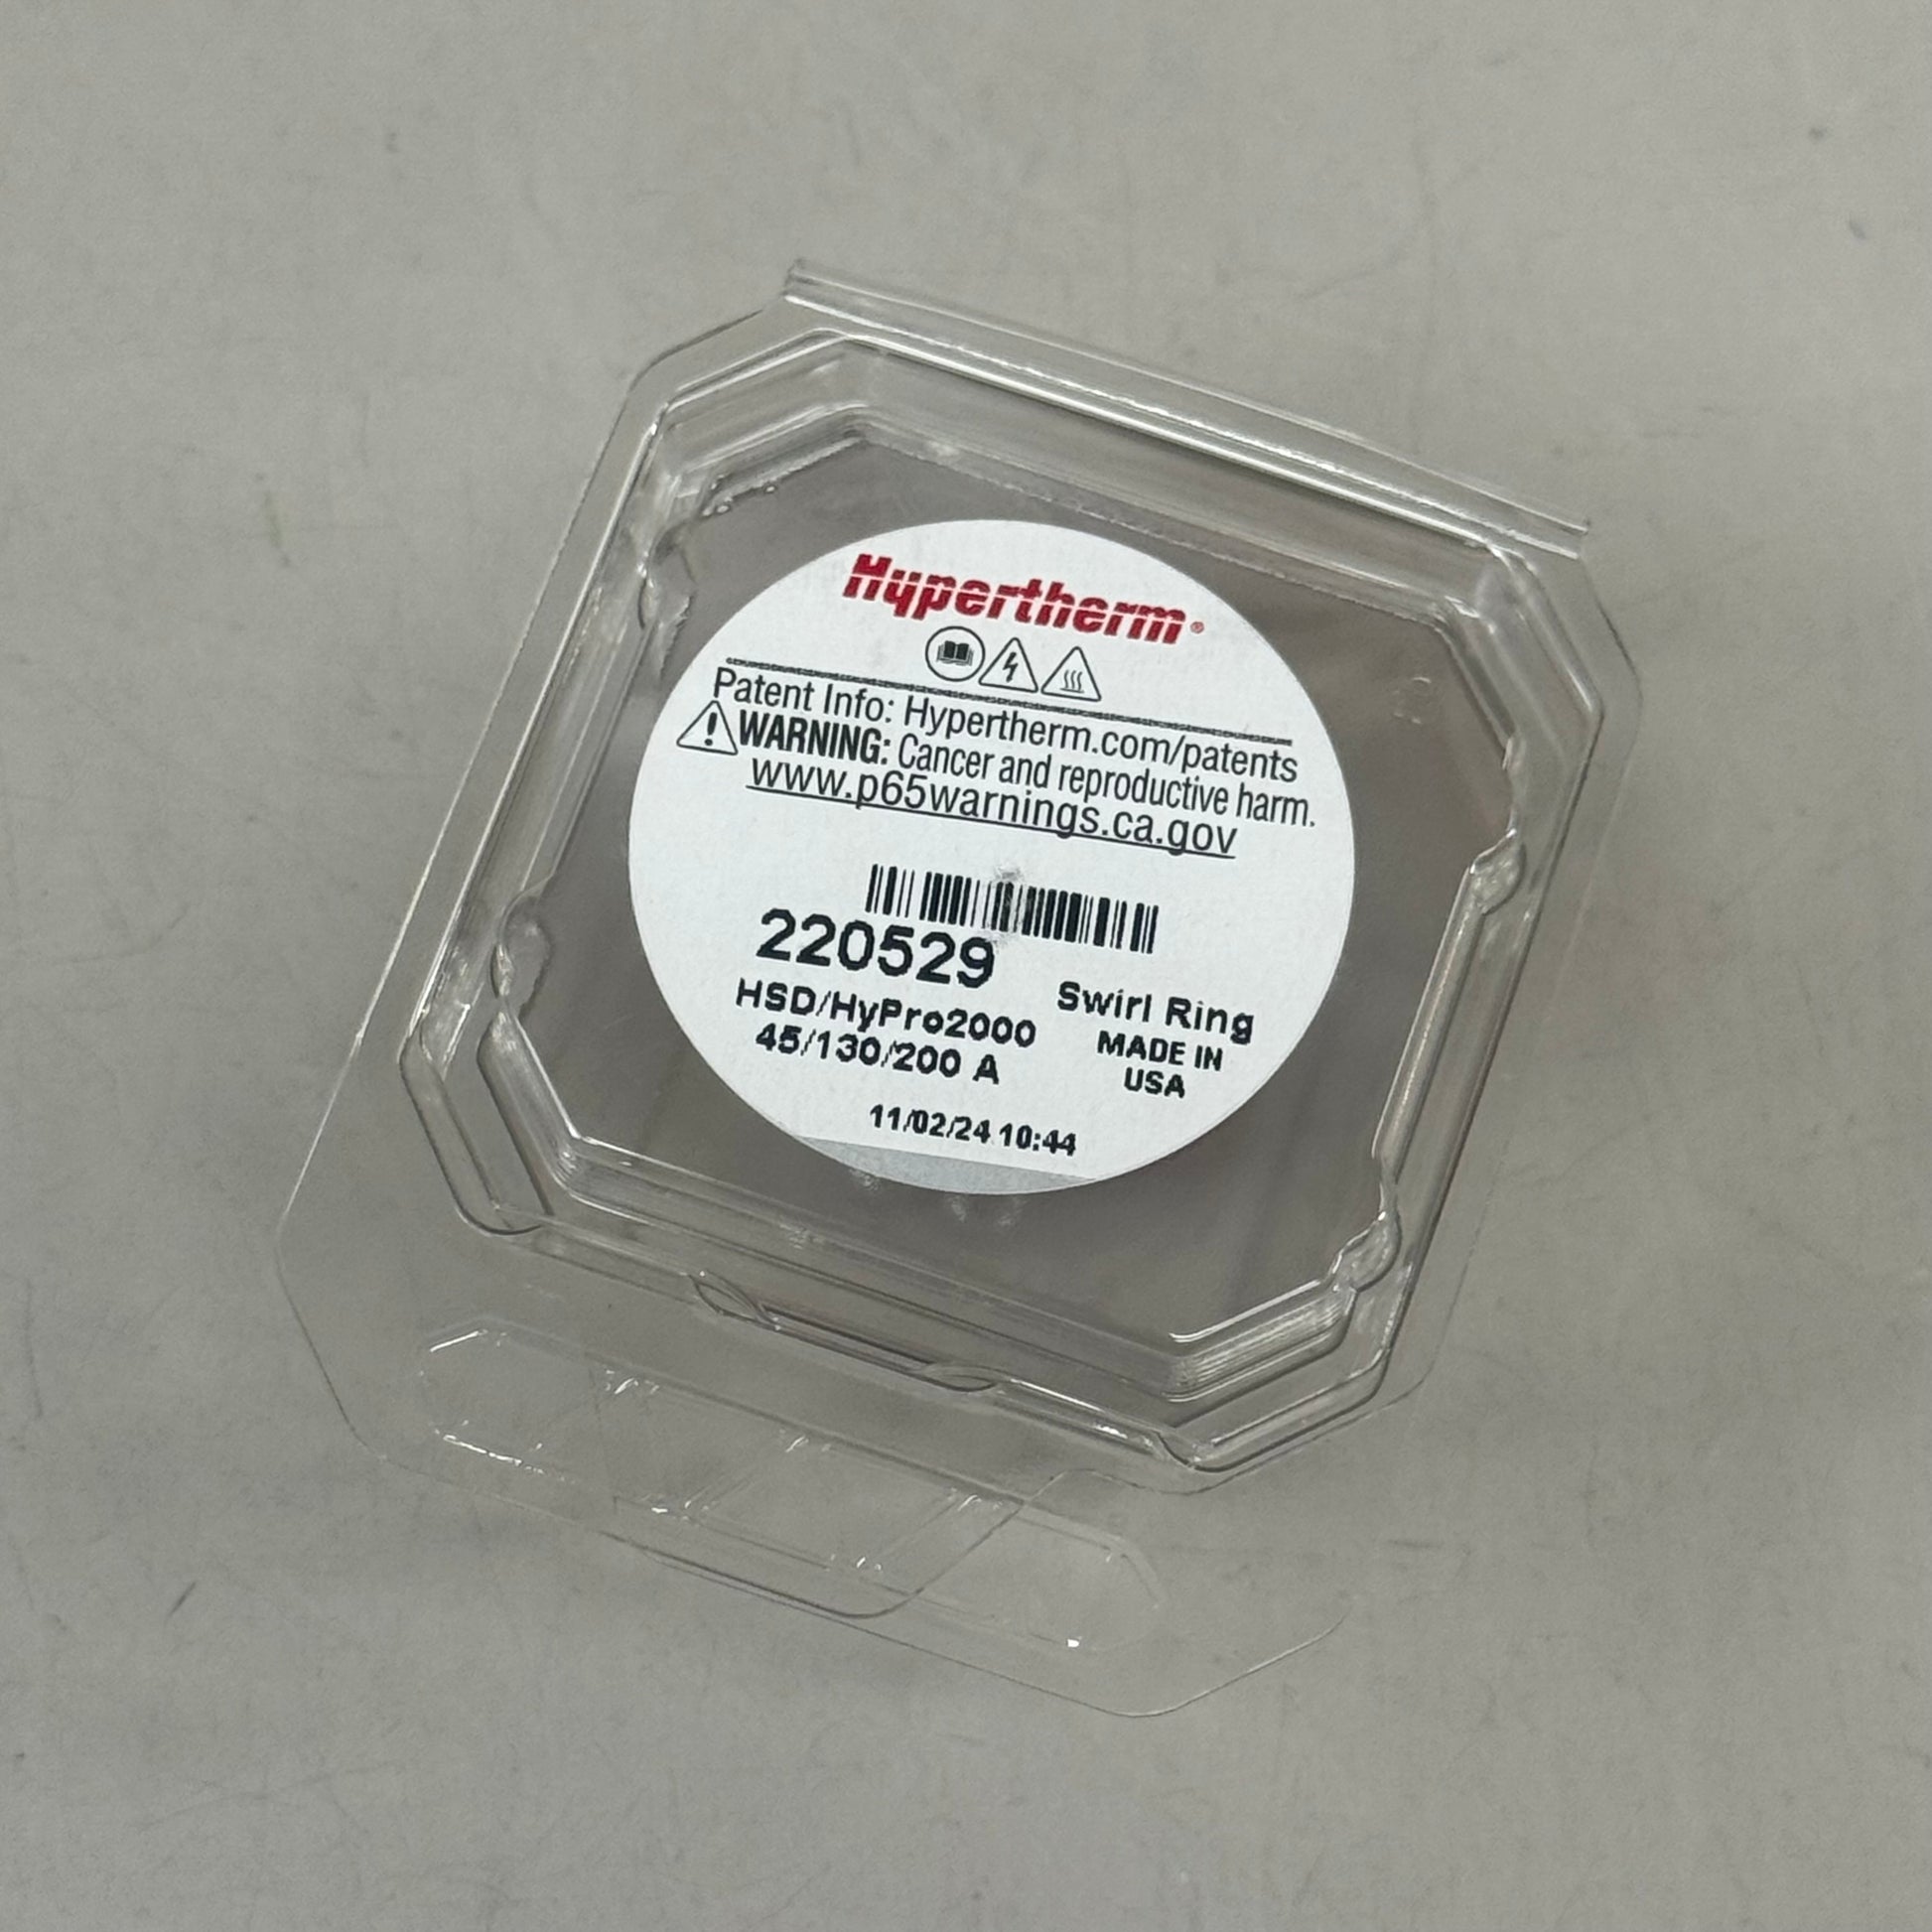 Hypertherm®
Patent Info: Hypertherm.com/patents
WARNING: Cancer and reproductive harm.
www.p65warnings.ca.gov
220529
Swirl Ring
HSD/HyPro2000
45/130/200 A
MADE IN
USA
11/02/24 10:44